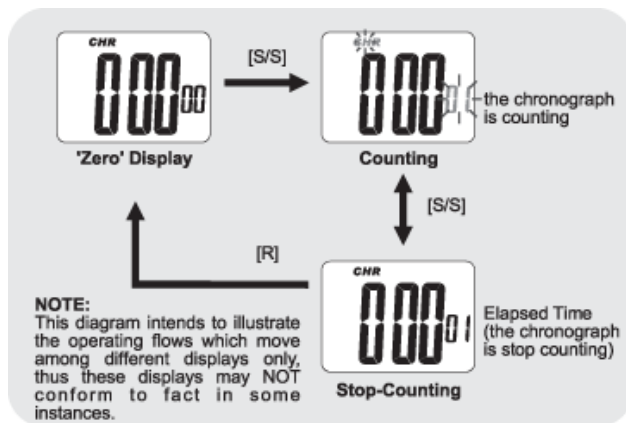 CHR
000 00
'Zero' Display
[S/S]
CHR
000 01
the chronograph
is counting
Counting
[S/S]
[R]
CHR
000 01
Elapsed Time
(the chronograph
is stop counting)
Stop-Counting
NOTE:
This diagram intends to illustrate
the operating flows which move
among different displays only,
thus these displays may NOT
conform to fact in some
instances.